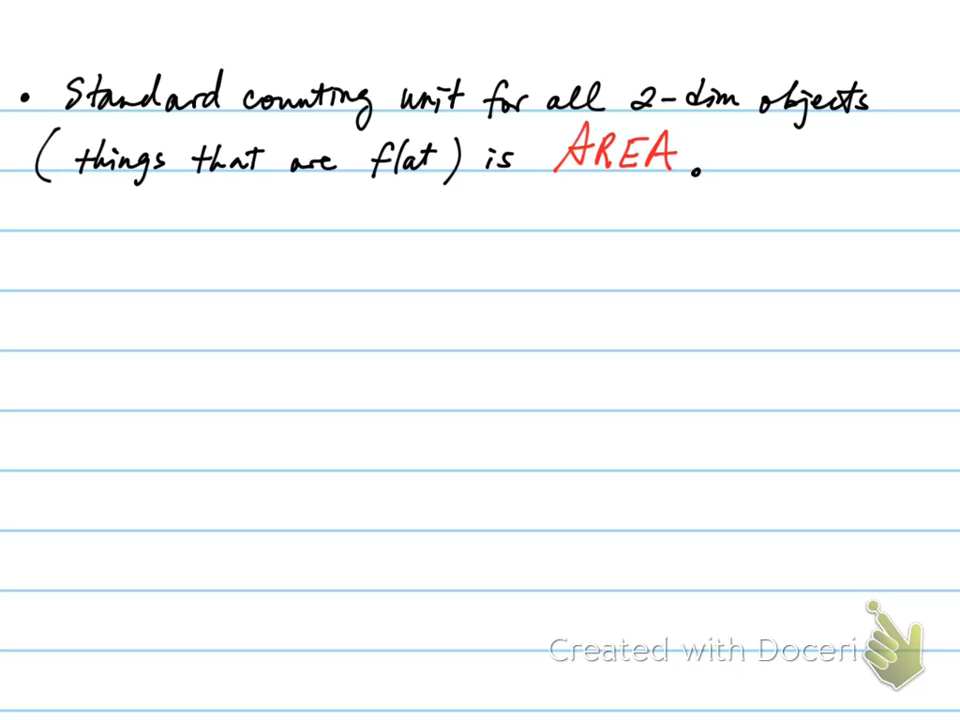 • Standard counting unit for all 2-dim objects
(things that are flat) is AREA.
Created with Doceri